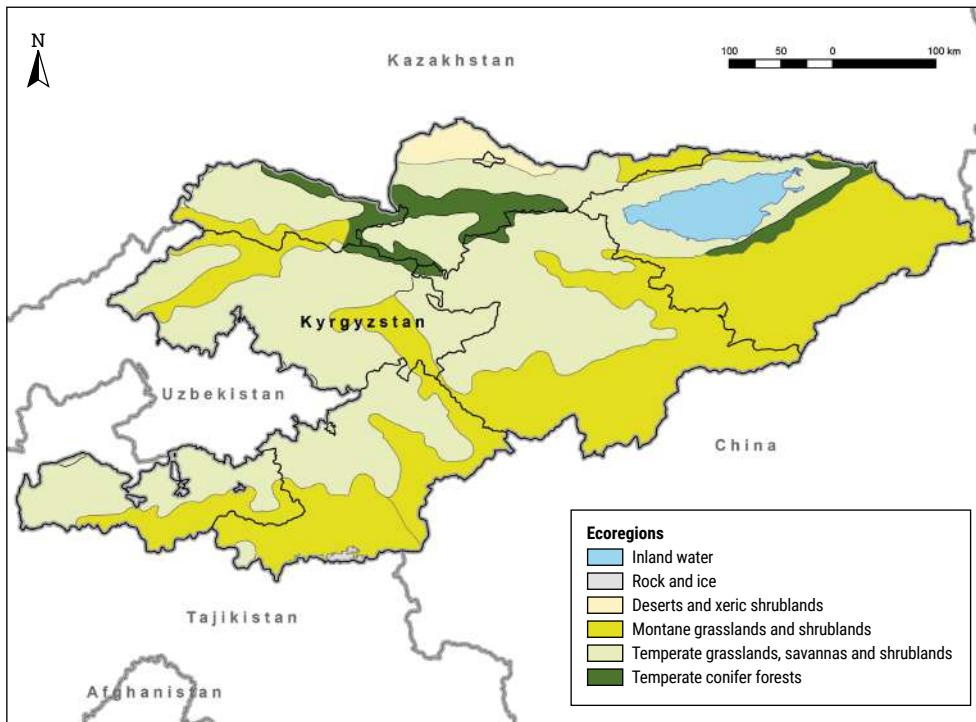 N
Kazakhstan
100 50 0 100 km
Kyrgyzstan
Uzbekistan
China
Tajikistan
Afghanistan
Ecoregions
Inland water
Rock and ice
Deserts and xeric shrublands
Montane grasslands and shrublands
Temperate grasslands, savannas and shrublands
Temperate conifer forests